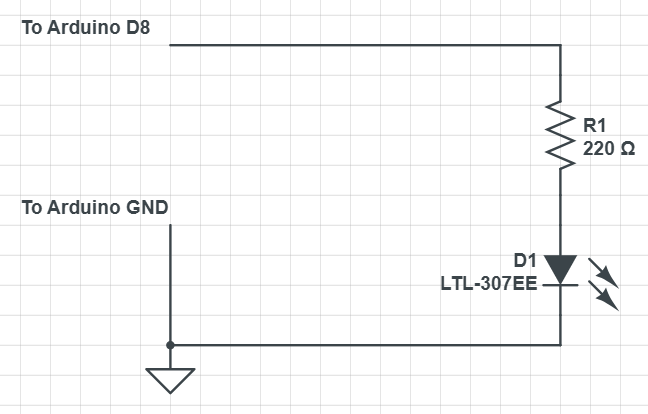 To Arduino D8
R1
220 Ω
To Arduino GND
D1
LTL-307EE